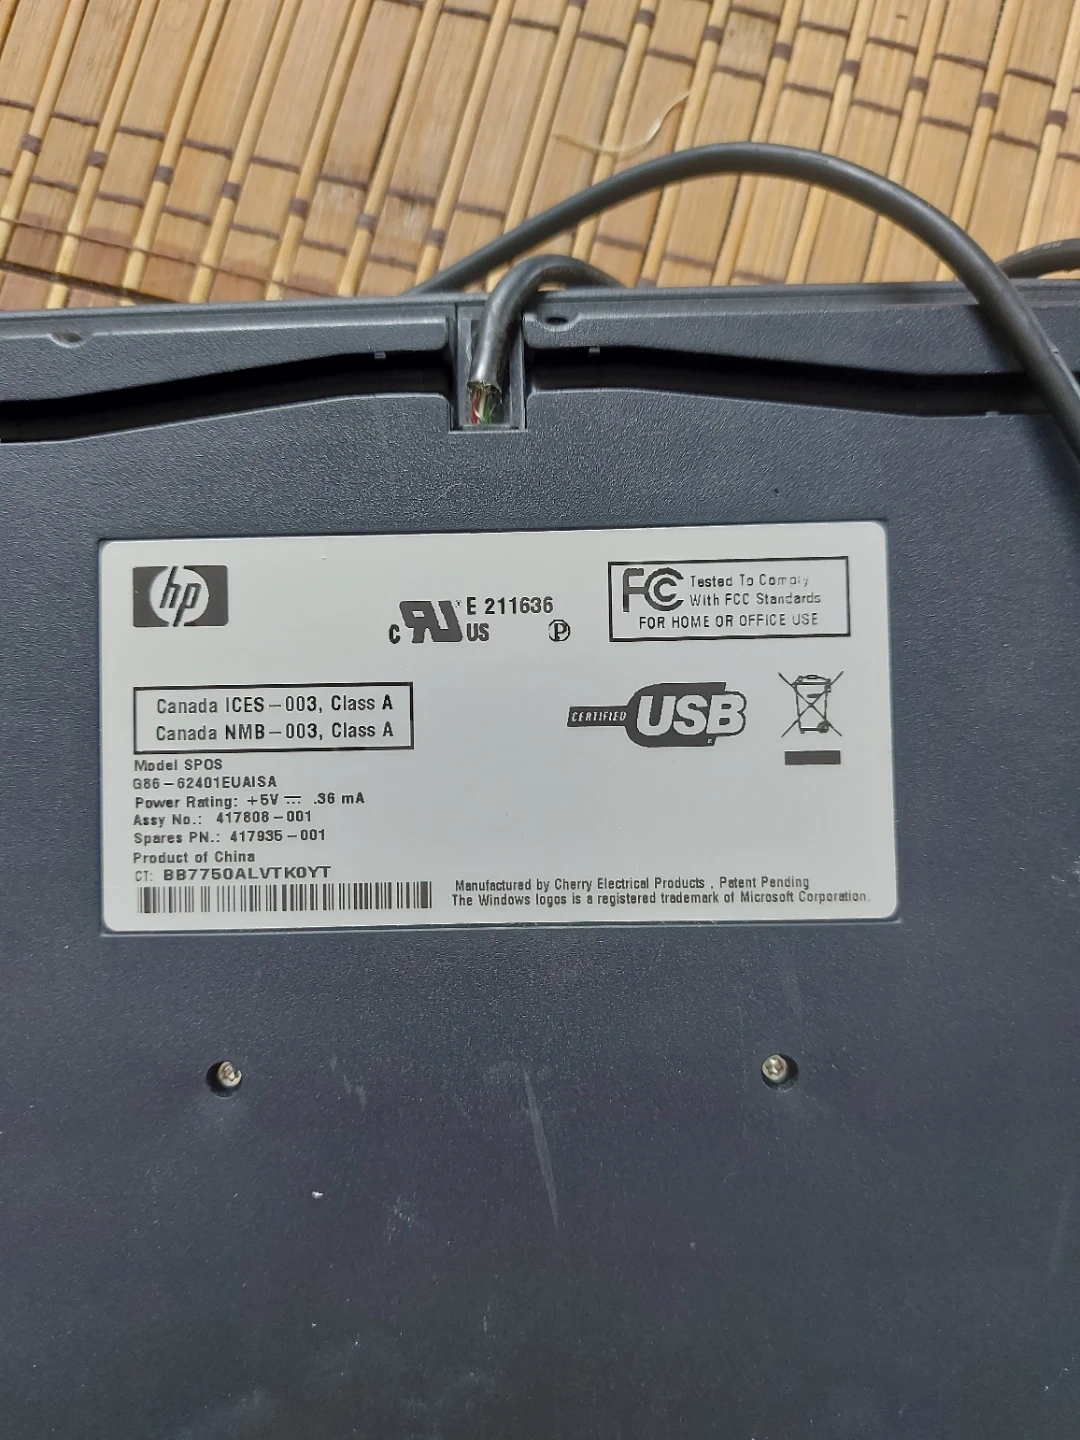 hp
E 211636
c RU US
P
FC Tested To Comply
With FCC Standards
FOR HOME OR OFFICE USE
Canada ICES-003, Class A
Canada NMB-003, Class A
CERTIFIED USB
Model SPOS
G86-62401EUAISA
Power Rating: +5V ⎓ .36 mA
Assy No.: 417808-001
Spares PN.: 417935-001
Product of China
CT: BB7750ALVTK0YT
Manufactured by Cherry Electrical Products , Patent Pending
The Windows logos is a registered trademark of Microsoft Corporation.